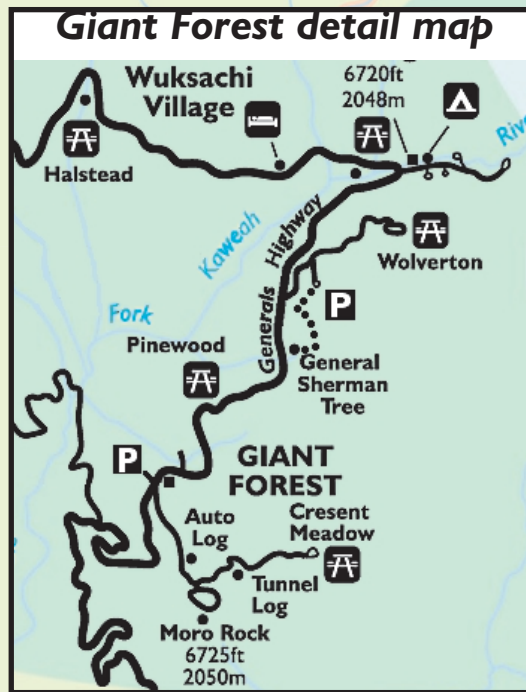 Giant Forest detail map
Wuksachi
Village
6720ft
2048m
Halstead
Kaweah
Generals Highway
Wolverton
Fork
P
Pinewood
General
Sherman
Tree
P
GIANT
FOREST
Cresent
Meadow
Auto
Log
Tunnel
Log
Moro Rock
6725ft
2050m